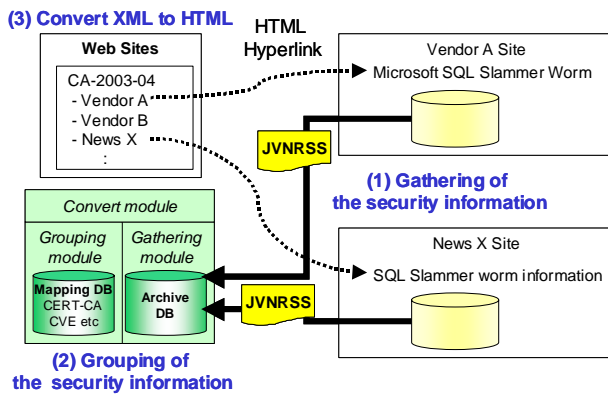 (3) Convert XML to HTML
Web Sites
CA-2003-04
- Vendor A
- Vendor B
- News X
:
HTML
Hyperlink
Vendor A Site
Microsoft SQL Slammer Worm
JVNRSS
(1) Gathering of
the security information
Convert module
Grouping
module
Gathering
module
Mapping DB
CERT-CA
CVE etc
Archive
DB
JVNRSS
News X Site
SQL Slammer worm information
(2) Grouping of
the security information